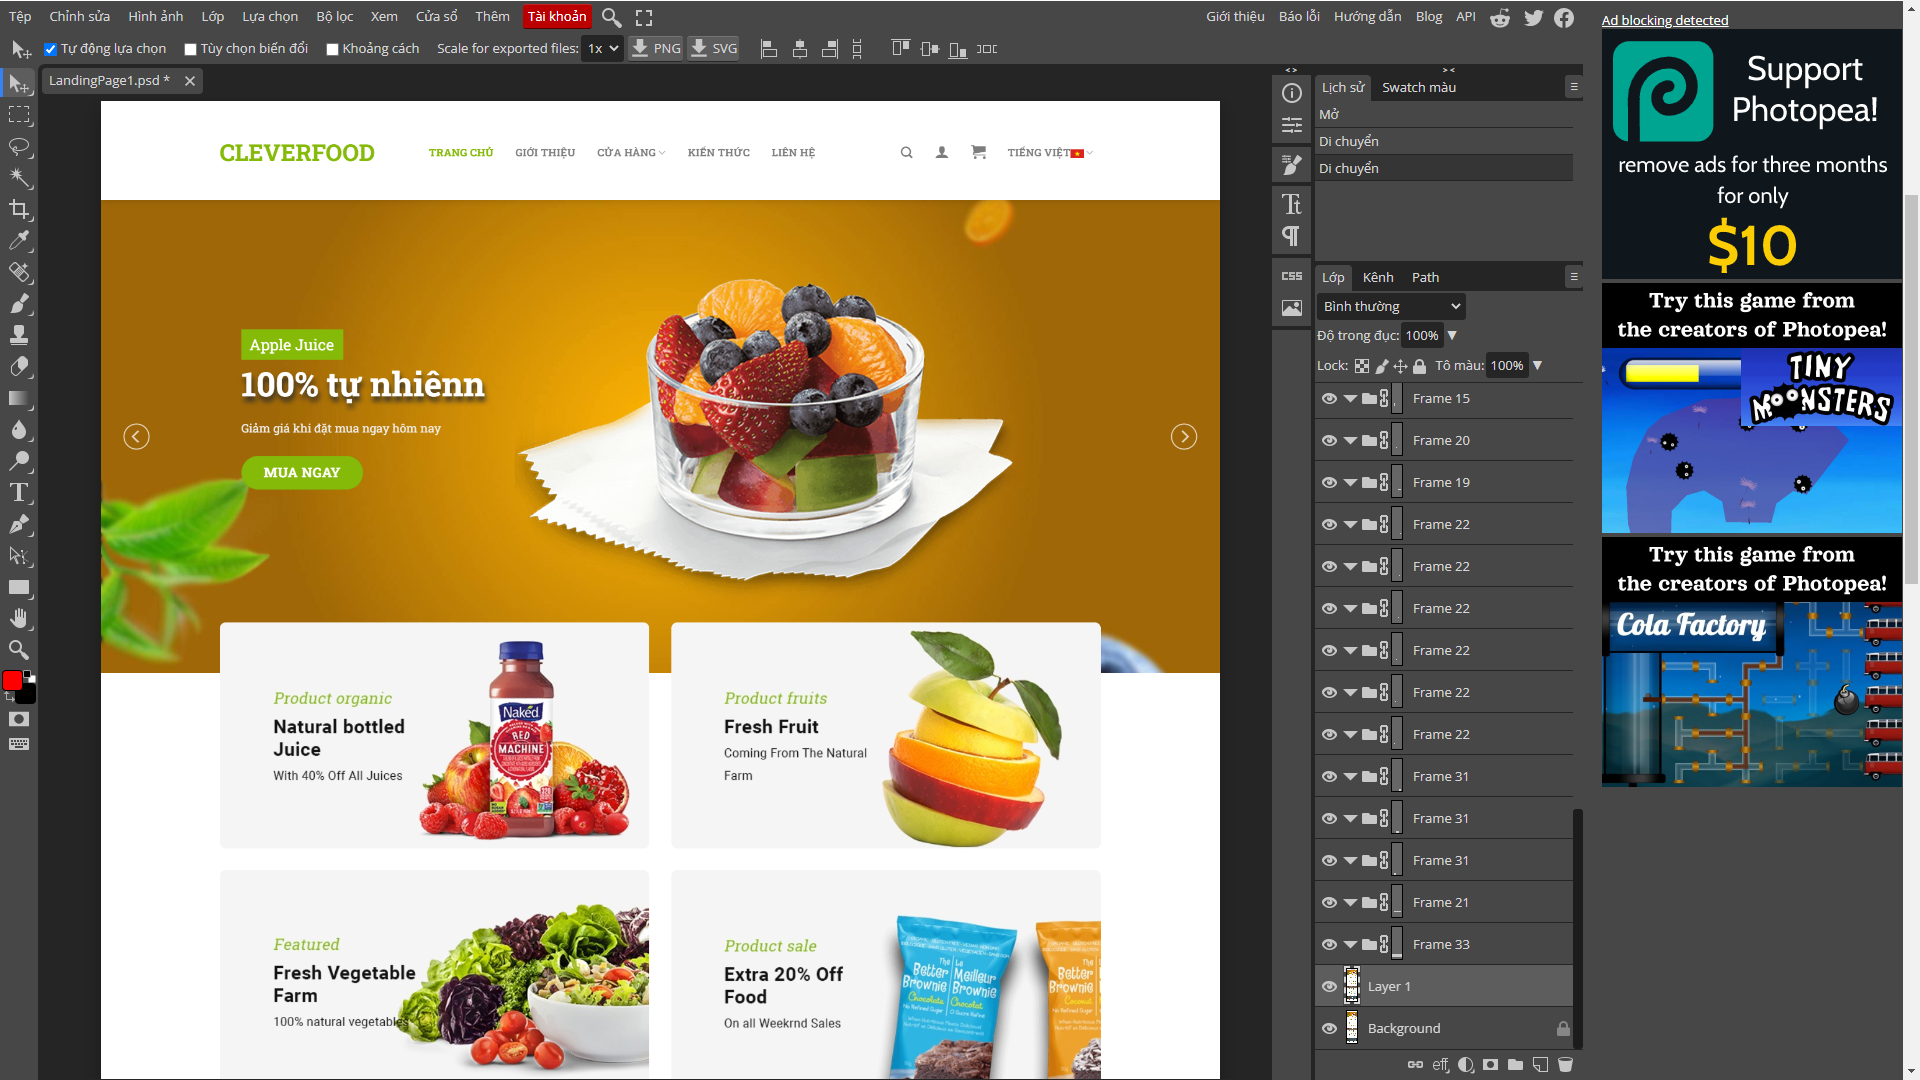 Tệp Chỉnh sửa Hình ảnh Lớp Lựa chọn Bộ lọc Xem Cửa sổ Thêm Tài khoản
Giới thiệu Báo lỗi Hướng dẫn Blog API
Tự động lựa chọn Tùy chọn biến đổi Khoảng cách Scale for exported files: 1x PNG SVG
LandingPage1.psd *
CLEVERFOOD
TRANG CHỦ GIỚI THIỆU CỬA HÀNG KIẾN THỨC LIÊN HỆ TIẾNG VIỆT
Apple Juice
100% tự nhiênn
Giảm giá khi đặt mua ngay hôm nay
MUA NGAY
Product organic
Natural bottled
Juice
With 40% Off All Juices
Naked
RED
MACHINE
Product fruits
Fresh Fruit
Coming From The Natural
Farm
Featured
Fresh Vegetable
Farm
100% natural vegetables
Product sale
Extra 20% Off
Food
On all Weekrnd Sales
The Better Brownie
Le Meilleur Brownie
Chocolate Chocolat
Lịch sử Swatch màu
Mở
Di chuyển
Di chuyển
CSS
Lớp Kênh Path
Bình thường
Độ trong đục: 100%
Lock: Tô màu: 100%
Frame 15
Frame 20
Frame 19
Frame 22
Frame 22
Frame 22
Frame 22
Frame 22
Frame 22
Frame 31
Frame 31
Frame 31
Frame 21
Frame 33
Layer 1
Background
eff
Ad blocking detected
Support
Photopea!
remove ads for three months
for only
$10
Try this game from
the creators of Photopea!
TINY
MOONSTERS
Try this game from
the creators of Photopea!
Cola Factory